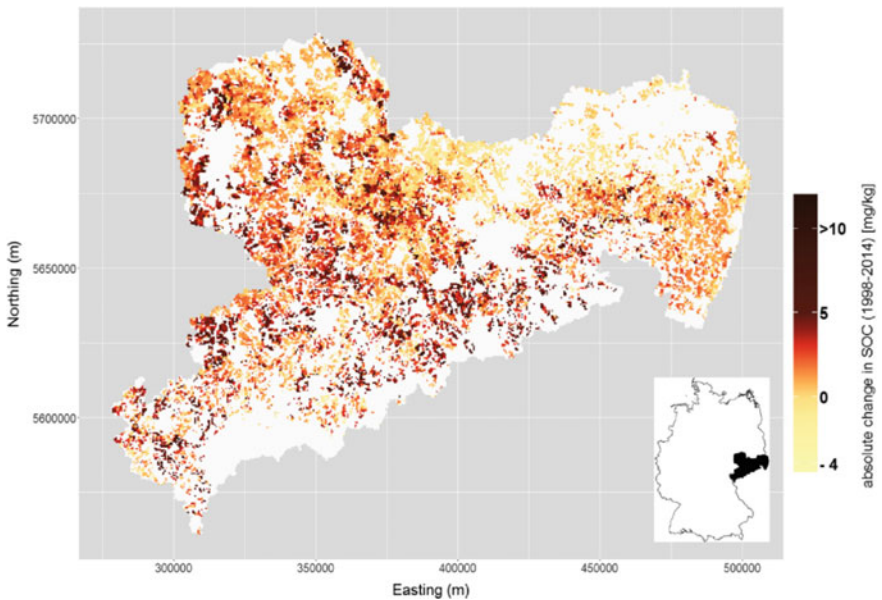 5700000
5650000
5600000
Northing (m)
300000 350000 400000 450000 500000
Easting (m)
>10
5
0
- 4
absolute change in SOC (1998-2014) [mg/kg]